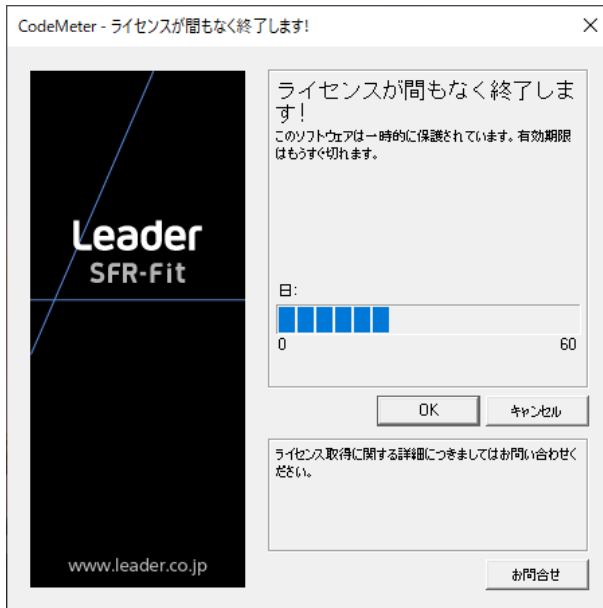 CodeMeter - ライセンスが間もなく終了します!
Leader
SFR-Fit
www.leader.co.jp
ライセンスが間もなく終了しま
す!
このソフトウェアは一時的に保護されています。有効期限
はもうすぐ切れます。
日:
0 60
OK キャンセル
ライセンス取得に関する詳細につきましてはお問い合わせく
ださい。
お問合せ